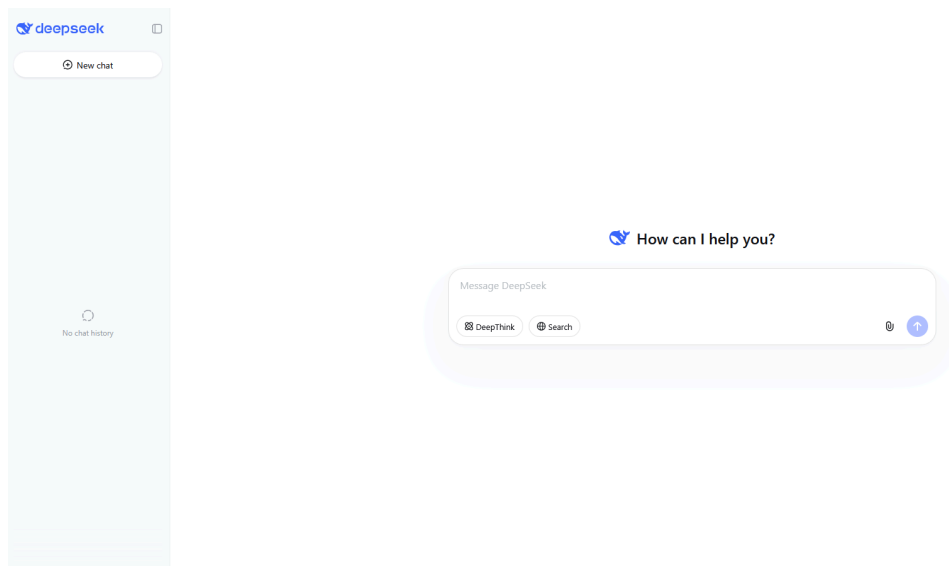 deepseek
New chat
No chat history
How can I help you?
Message DeepSeek
DeepThink
Search